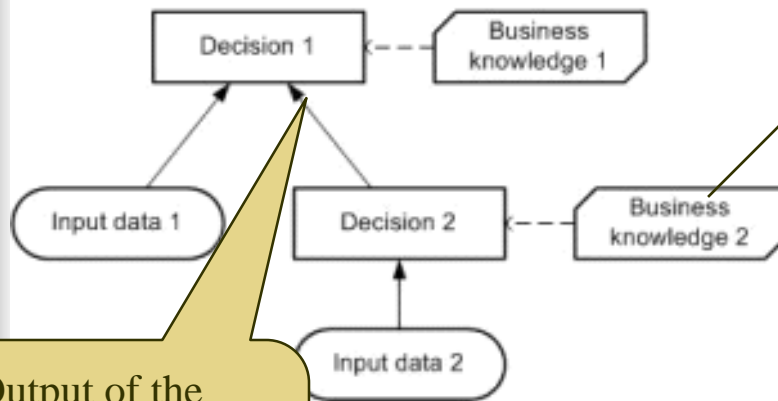 Decision 1
Business
knowledge 1
Input data 1
Decision 2
Business
knowledge 2
Input data 2
Output of the